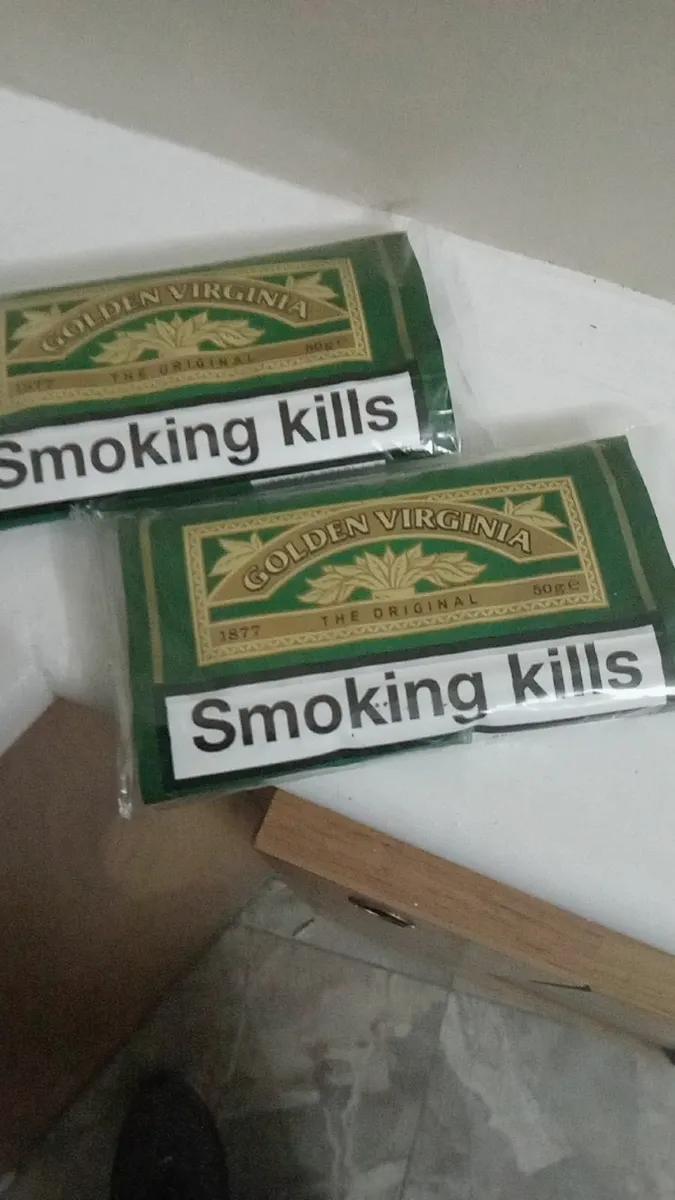 GOLDEN VIRGINIA
1877 THE ORIGINAL 50g e
Smoking kills
GOLDEN VIRGINIA
1877 THE ORIGINAL 50g e
Smoking kills